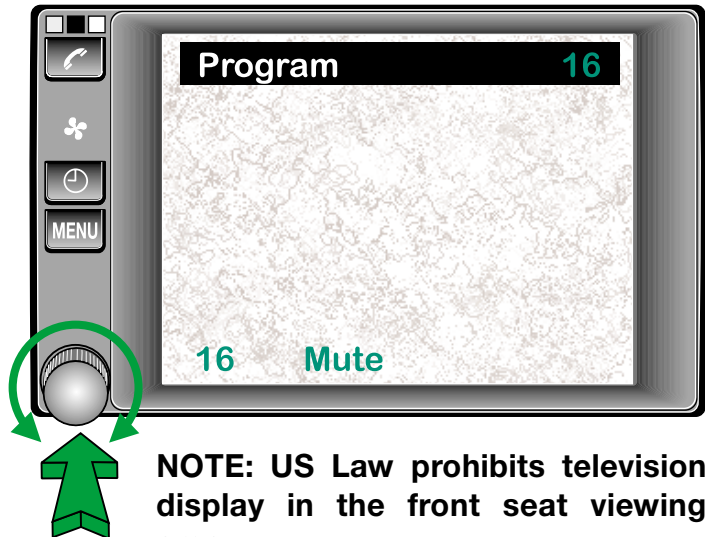 Program 16
MENU
16 Mute
NOTE: US Law prohibits television
display in the front seat viewing